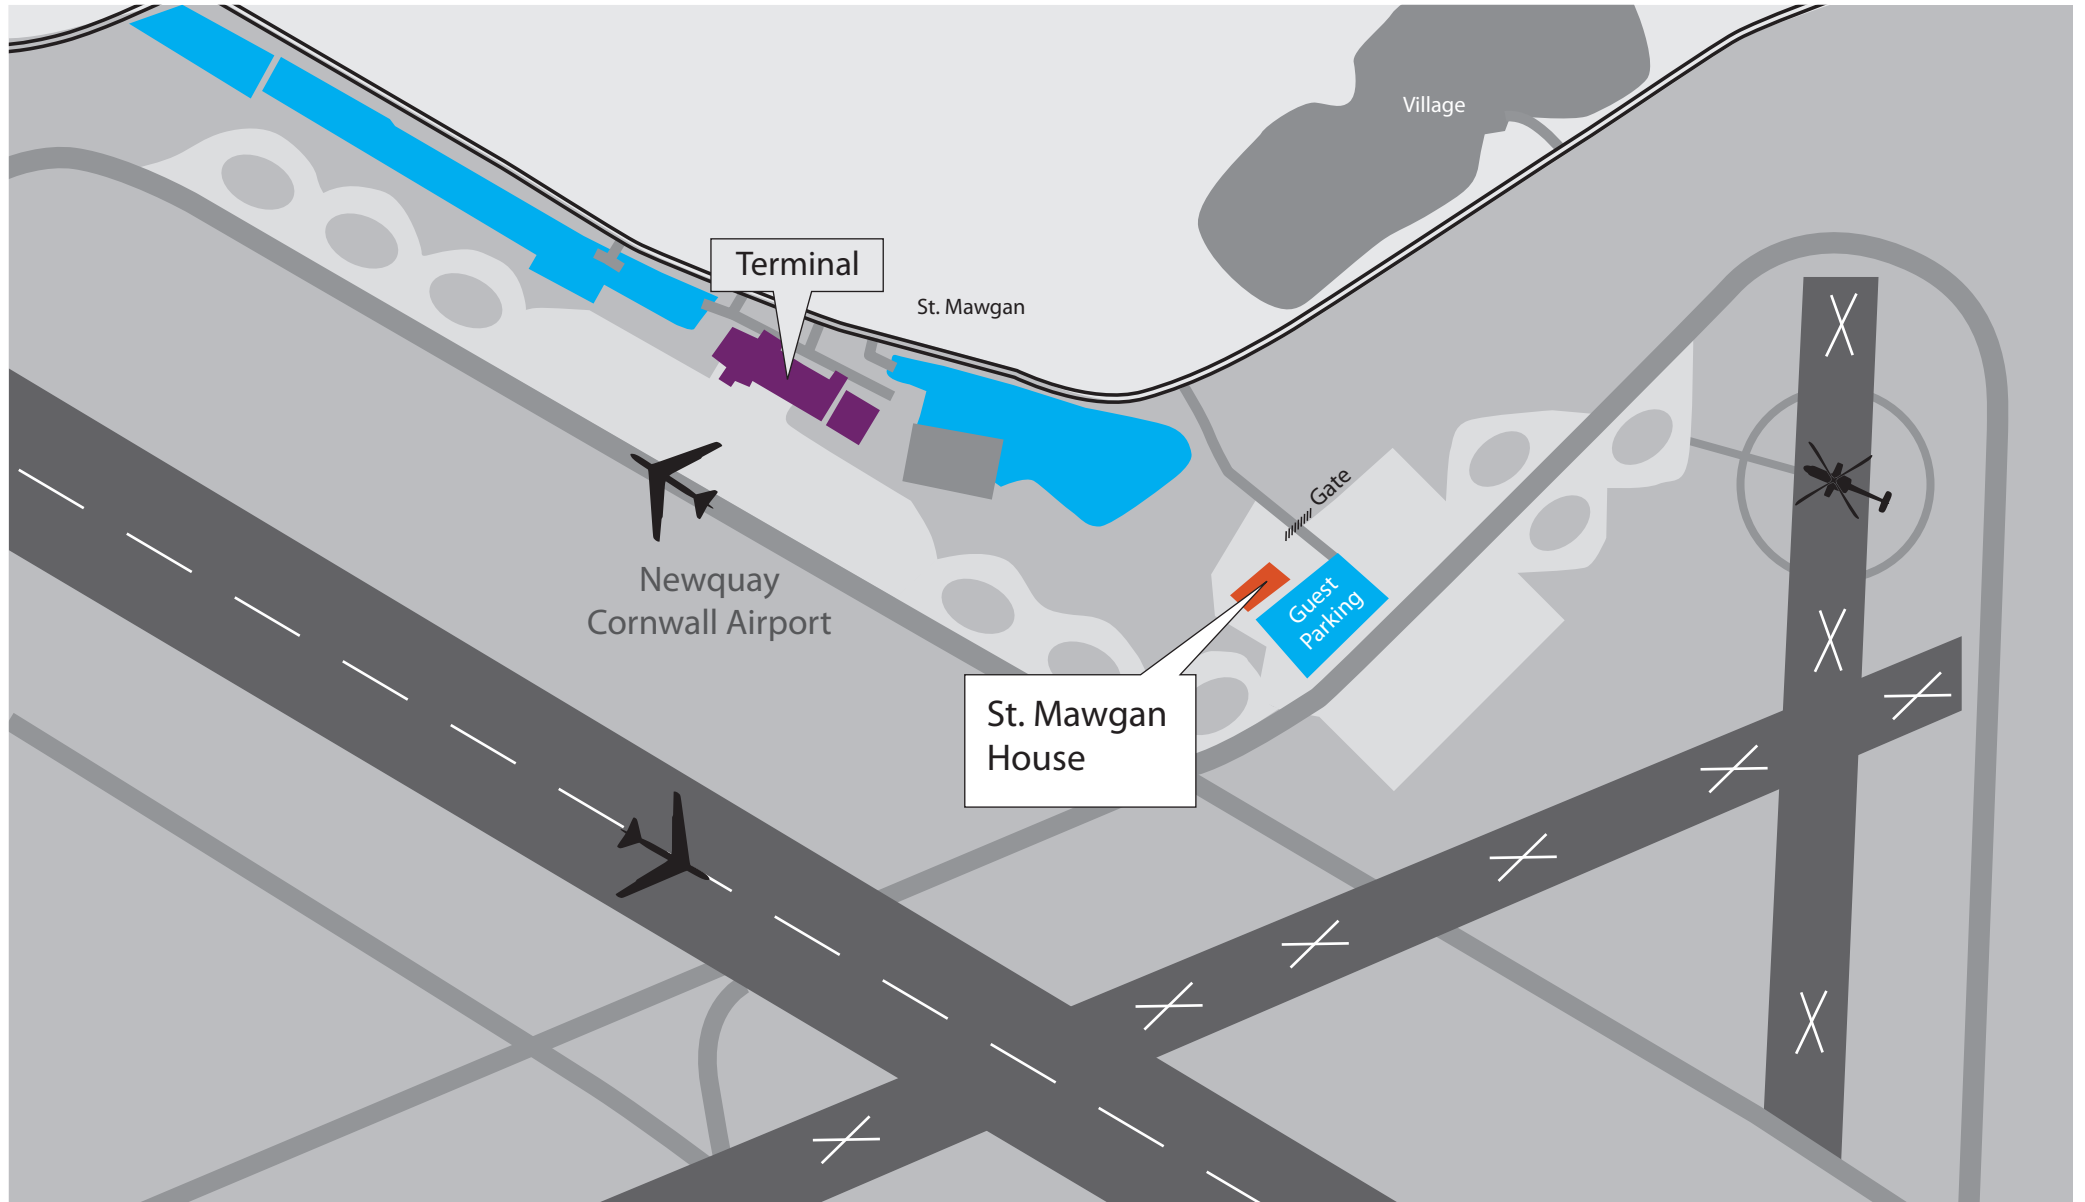 Village
Terminal
St. Mawgan
Gate
Newquay
Cornwall Airport
Guest
Parking
St. Mawgan
House